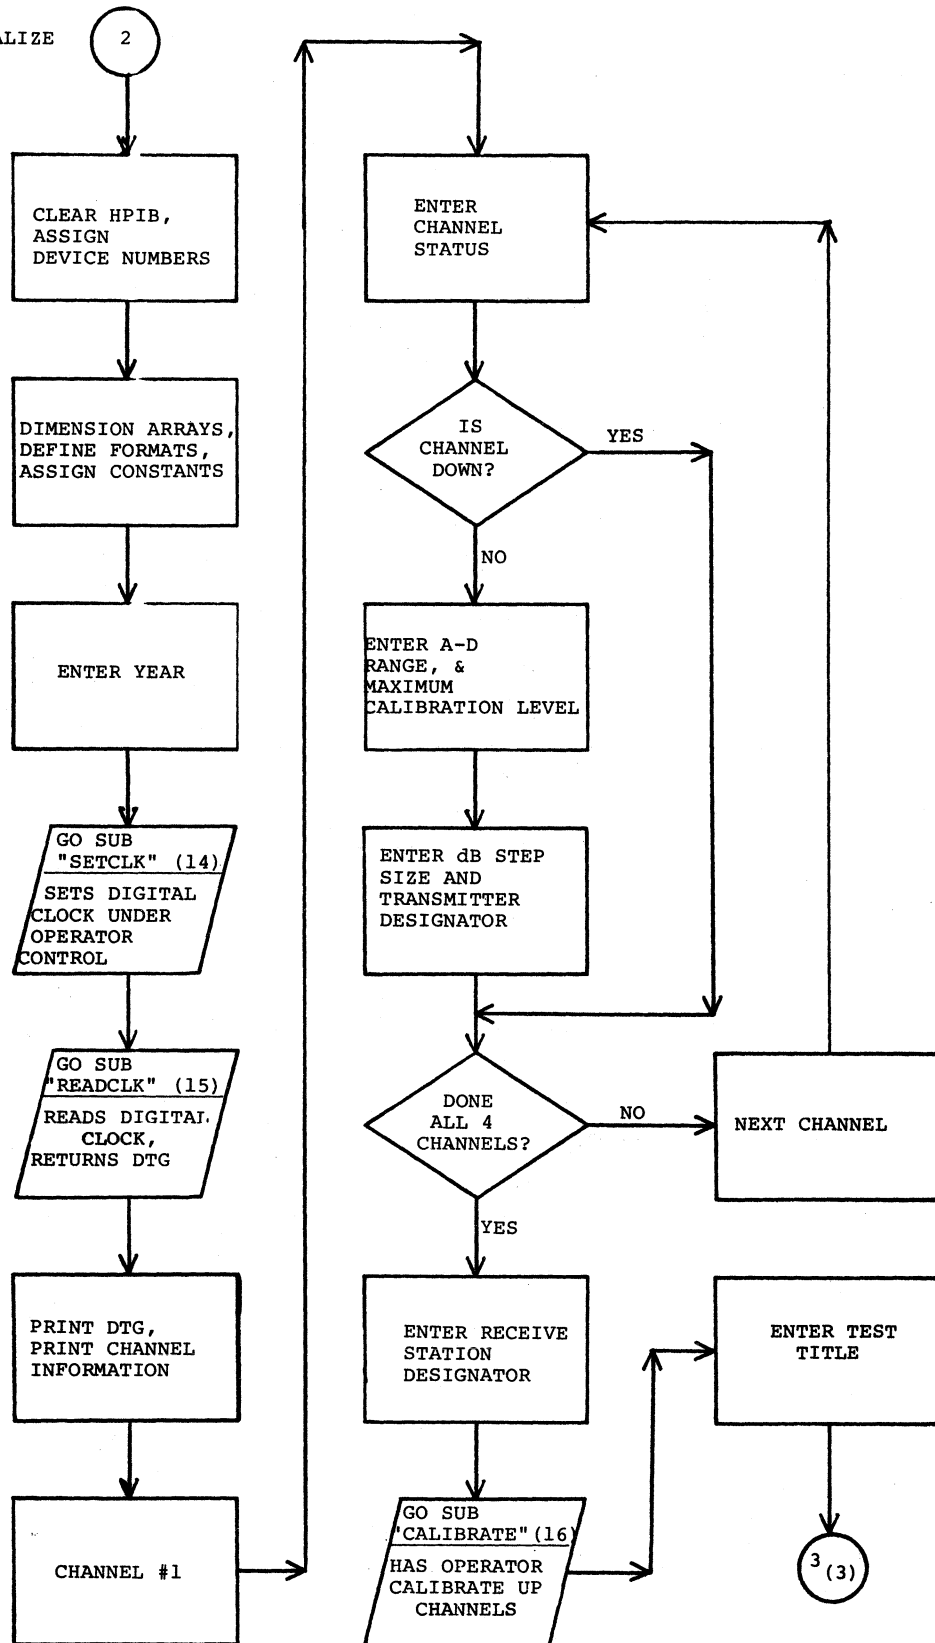 ALIZE
2
CLEAR HPIB,
ASSIGN
DEVICE NUMBERS
DIMENSION ARRAYS,
DEFINE FORMATS,
ASSIGN CONSTANTS
ENTER YEAR
GO SUB
"SETCLK" (14)
SETS DIGITAL
CLOCK UNDER
OPERATOR
CONTROL
GO SUB
"READCLK" (15)
READS DIGITAL
CLOCK,
RETURNS DTG
PRINT DTG,
PRINT CHANNEL
INFORMATION
CHANNEL #1
ENTER
CHANNEL
STATUS
IS
CHANNEL
DOWN?
YES
NO
ENTER A-D
RANGE, &
MAXIMUM
CALIBRATION LEVEL
ENTER dB STEP
SIZE AND
TRANSMITTER
DESIGNATOR
DONE
ALL 4
CHANNELS?
NO
NEXT CHANNEL
YES
ENTER RECEIVE
STATION
DESIGNATOR
GO SUB
"CALIBRATE" (16)
HAS OPERATOR
CALIBRATE UP
CHANNELS
ENTER TEST
TITLE
3 (3)